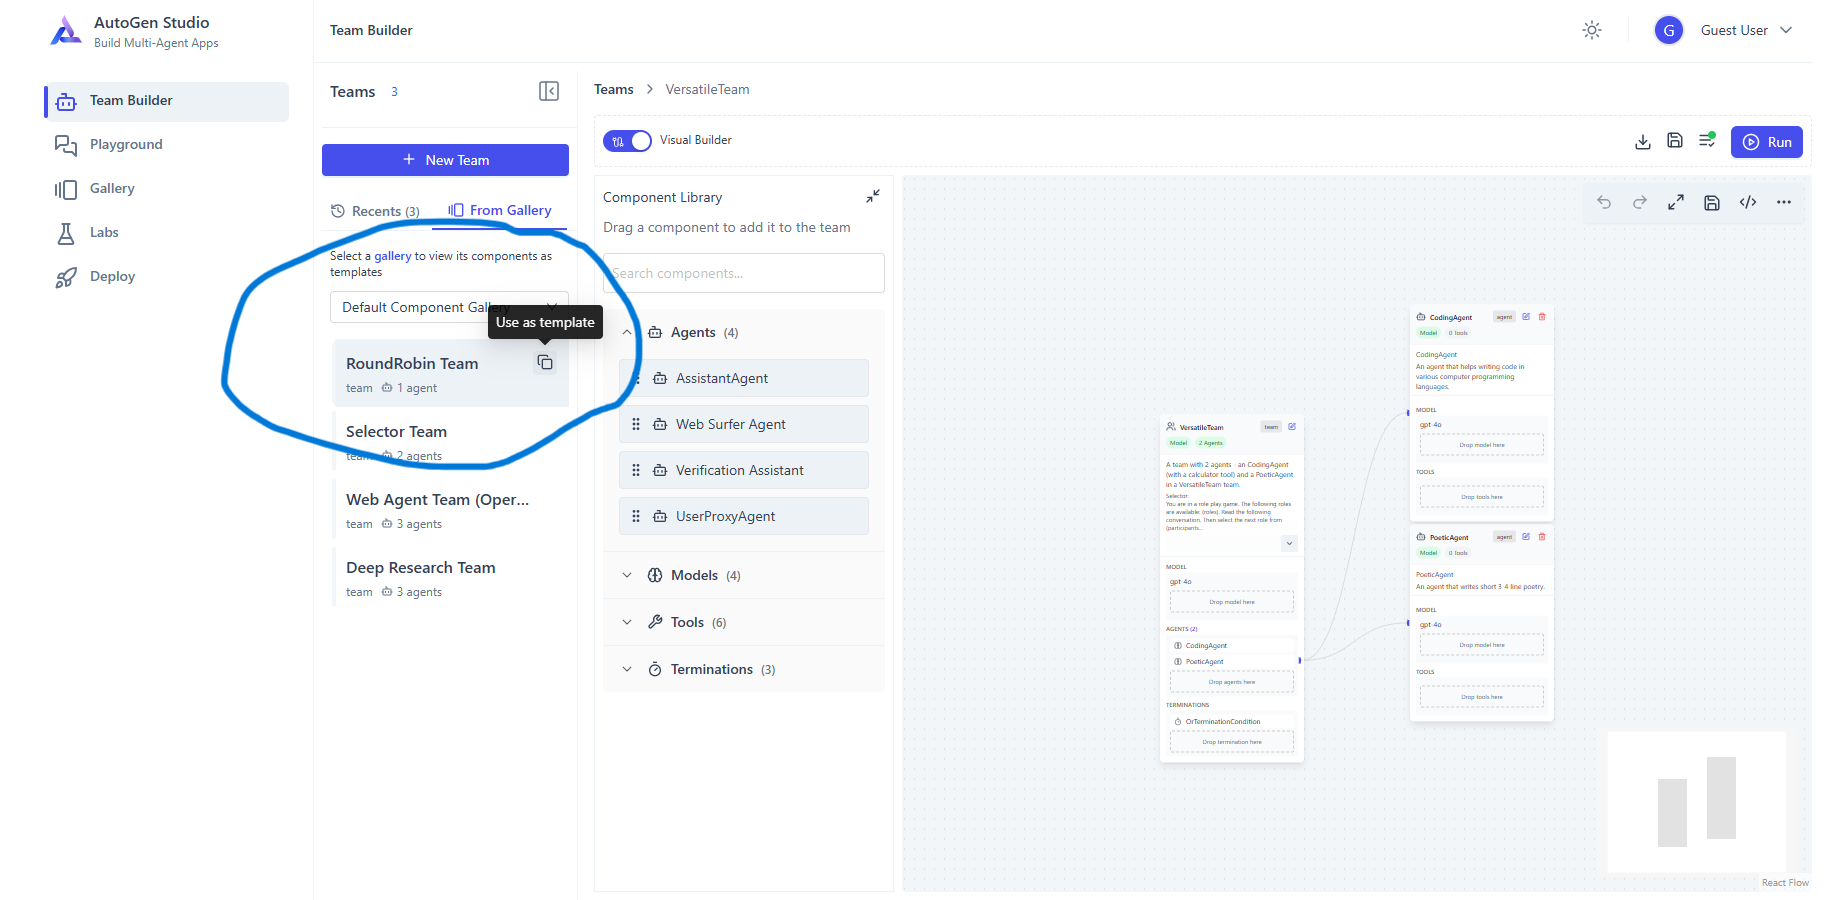 AutoGen Studio
Build Multi-Agent Apps
Team Builder
Playground
Gallery
Labs
Deploy
Team Builder
G
Guest User
Teams 3
+ New Team
Recents (3)
From Gallery
Select a gallery to view its components as
templates
Default Component Gallery
Use as template
RoundRobin Team
team 1 agent
Selector Team
team 2 agents
Web Agent Team (Oper...
team 3 agents
Deep Research Team
team 3 agents
Teams > VersatileTeam
Visual Builder
Run
Component Library
Drag a component to add it to the team
Search components...
Agents (4)
AssistantAgent
Web Surfer Agent
Verification Assistant
UserProxyAgent
Models (4)
Tools (6)
Terminations (3)
VersatileTeam team
Model 2 Agents
A team with 2 agents - an CodingAgent
(with a calculator tool) and a PoeticAgent
in a VersatileTeam team.
Selector:
You are in a role play game. The following roles
are available: {roles}. Read the following
conversation. Then select the next role from
{participants...
MODEL
gpt-4o
Drop model here
AGENTS (2)
CodingAgent
PoeticAgent
Drop agents here
TERMINATIONS
OrTerminationCondition
Drop termination here
CodingAgent agent
Model 0 Tools
CodingAgent
An agent that helps writing code in
various computer programming
languages.
MODEL
gpt-4o
Drop model here
TOOLS
Drop tools here
PoeticAgent agent
Model 0 Tools
PoeticAgent
An agent that writes short 3-4 line poetry.
MODEL
gpt-4o
Drop model here
TOOLS
Drop tools here
React Flow